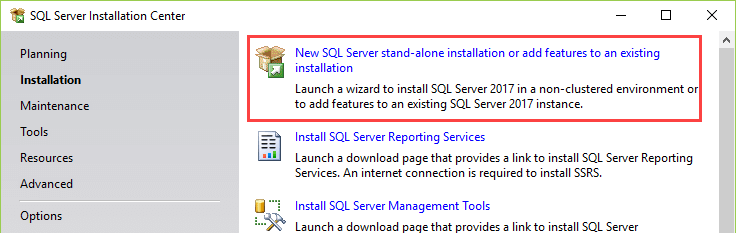 SQL Server Installation Center
Planning
Installation
Maintenance
Tools
Resources
Advanced
Options
New SQL Server stand-alone installation or add features to an existing
installation
Launch a wizard to install SQL Server 2017 in a non-clustered environment or
to add features to an existing SQL Server 2017 instance.
Install SQL Server Reporting Services
Launch a download page that provides a link to install SQL Server Reporting
Services. An internet connection is required to install SSRS.
Install SQL Server Management Tools
Launch a download page that provides a link to install SQL Server